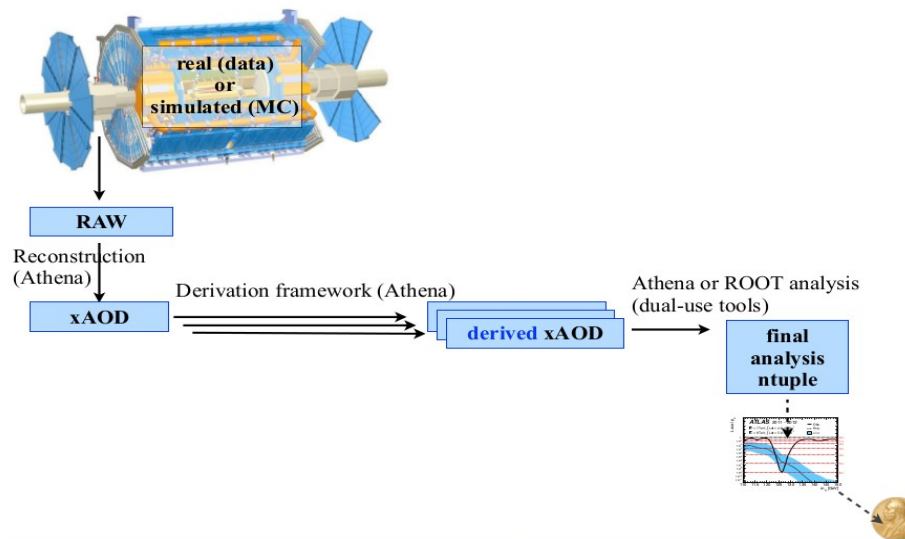 real (data)
or
simulated (MC)
RAW
Reconstruction
(Athena)
xAOD
Derivation framework (Athena)
derived xAOD
Athena or ROOT analysis
(dual-use tools)
final
analysis
ntuple
ATLAS